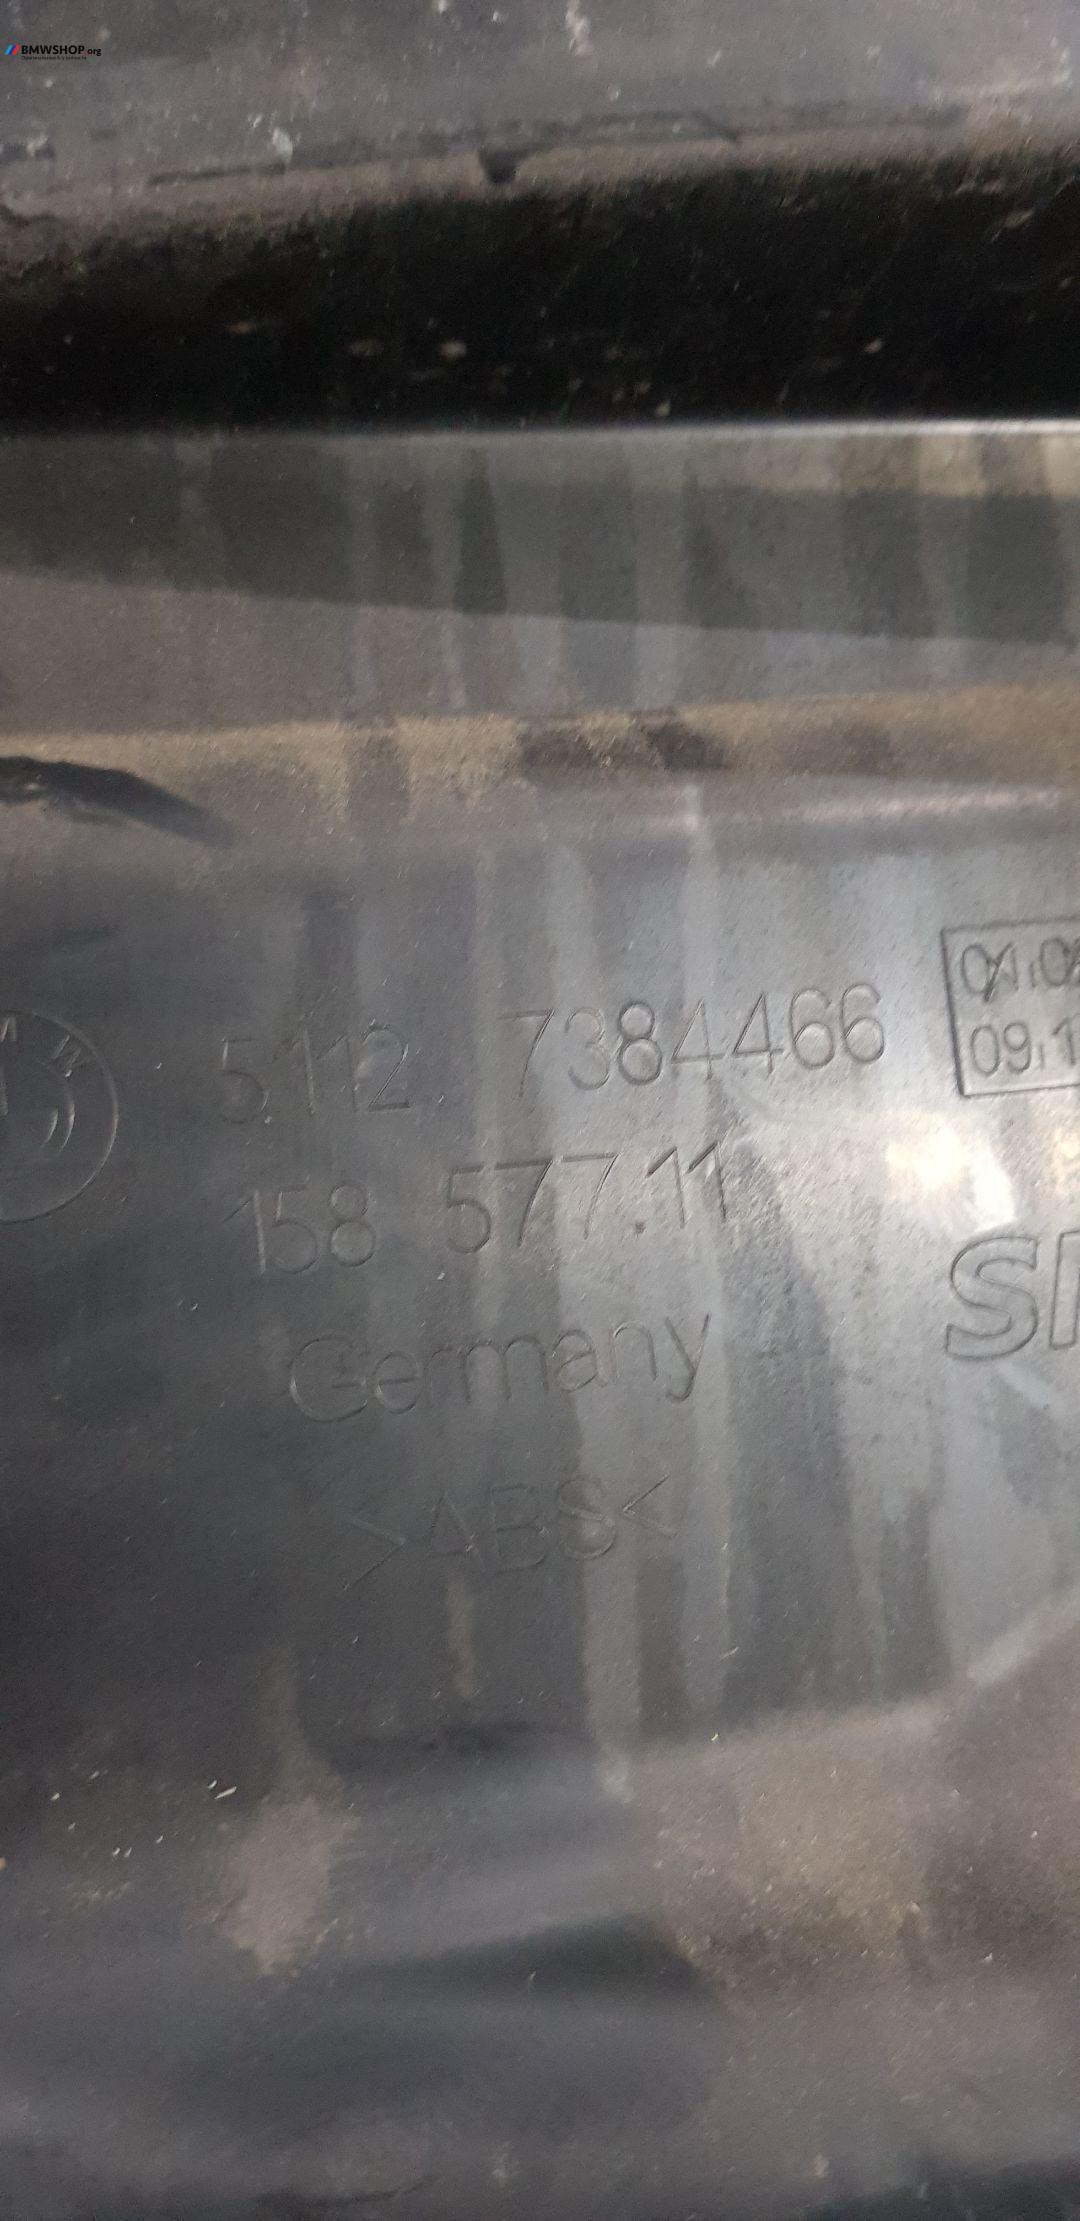 BMWSHOP.org
M W
5112 7384466
09.1
158 577.11
Germany
>ABS<